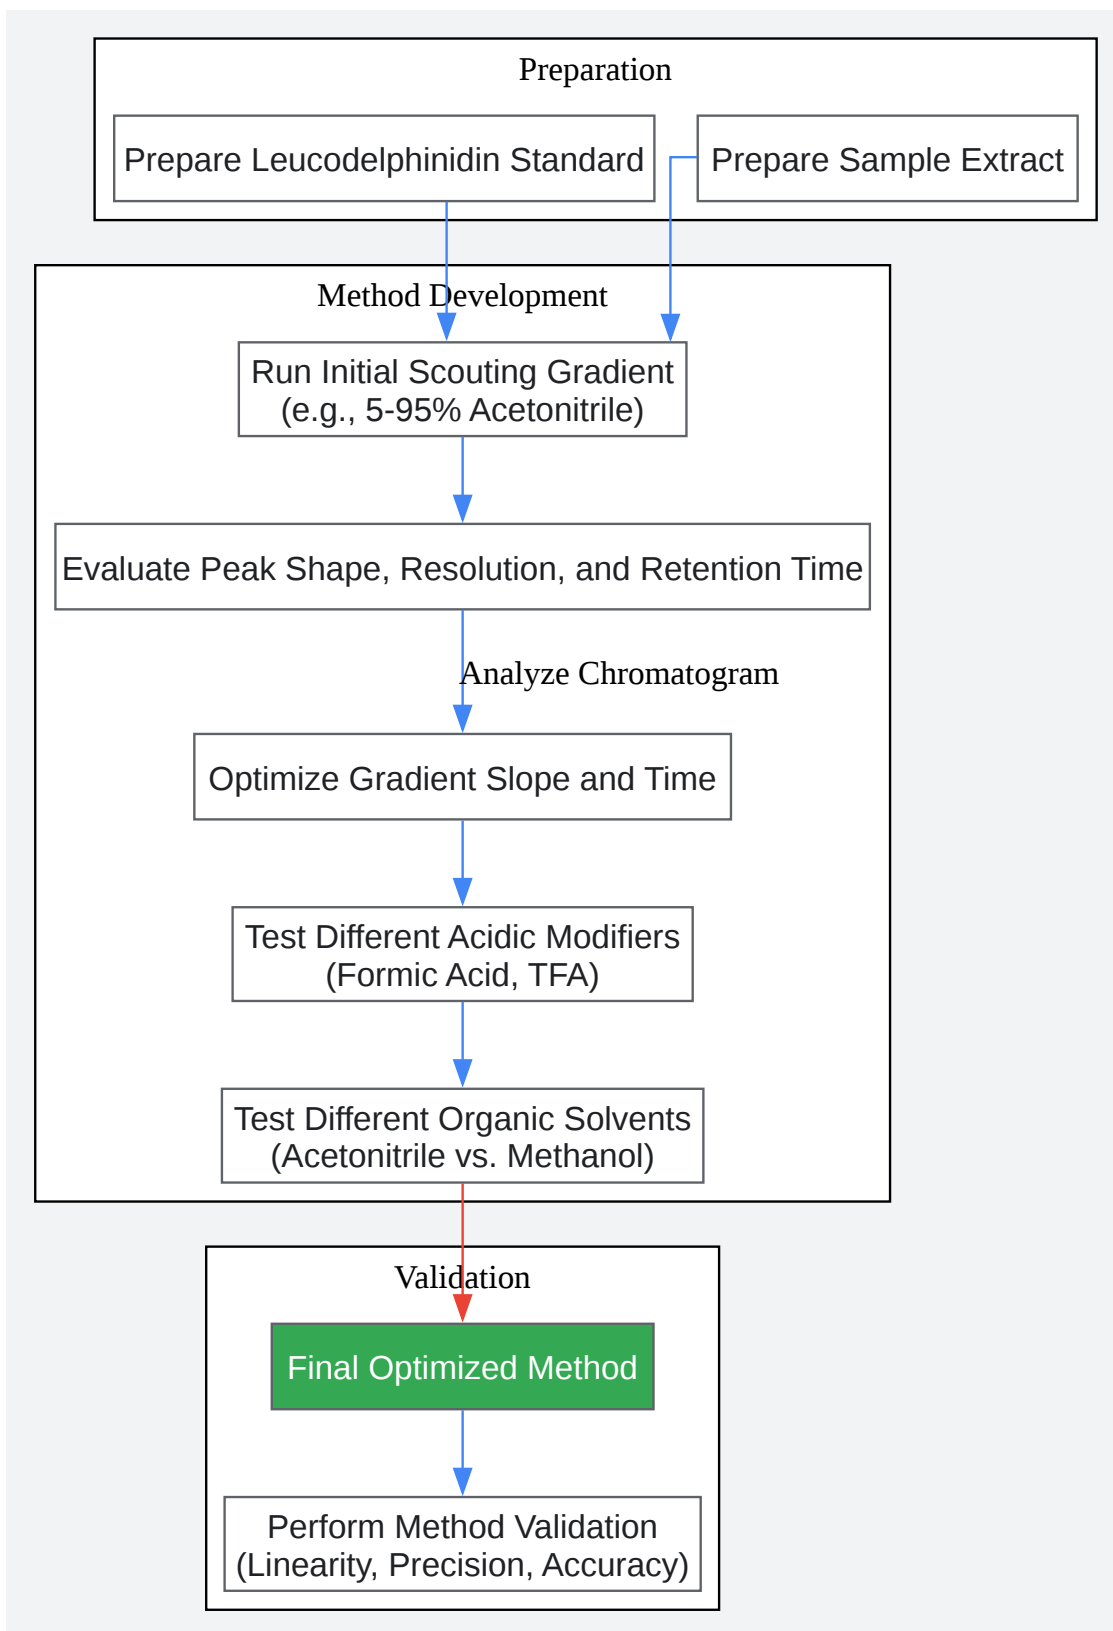 Preparation
Prepare Leucodelphinidin Standard
Prepare Sample Extract
Method Development
Run Initial Scouting Gradient
(e.g., 5-95% Acetonitrile)
Evaluate Peak Shape, Resolution, and Retention Time
Analyze Chromatogram
Optimize Gradient Slope and Time
Test Different Acidic Modifiers
(Formic Acid, TFA)
Test Different Organic Solvents
(Acetonitrile vs. Methanol)
Validation
Final Optimized Method
Perform Method Validation
(Linearity, Precision, Accuracy)